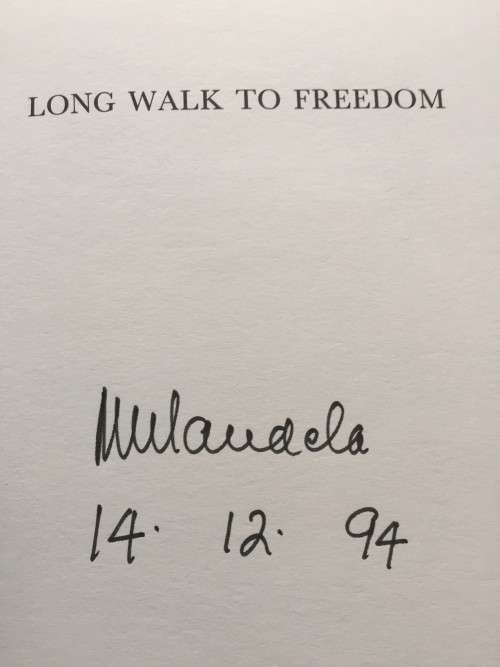 LONG WALK TO FREEDOM
NMandela
14. 12. 94